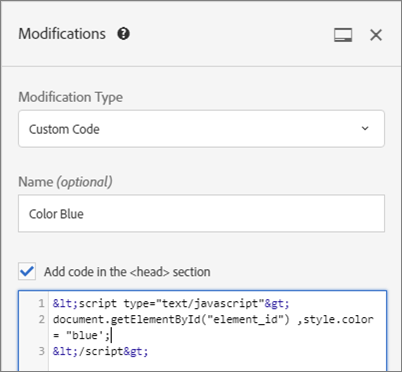 Modifications ?
Modification Type
Custom Code
Name (optional)
Color Blue
Add code in the <head> section
1 &lt;script type="text/javascript"&gt;
2 document.getElementById("element_id") ,style.color
= "blue';
3 &lt;/script&gt;